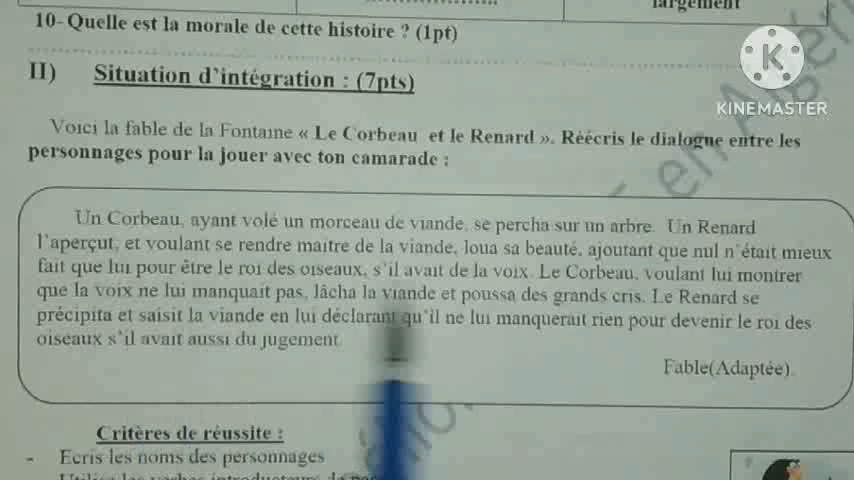 largement
10- Quelle est la morale de cette histoire ? (1pt)
II) Situation d'intégration : (7pts)
KINEMASTER
Voici la fable de la Fontaine « Le Corbeau et le Renard ». Réécris le dialogue entre les
personnages pour la jouer avec ton camarade :
Un Corbeau, ayant volé un morceau de viande, se percha sur un arbre. Un Renard
l'aperçut, et voulant se rendre maitre de la viande, loua sa beauté, ajoutant que nul n'était mieux
fait que lui pour être le roi des oiseaux, s'il avait de la voix. Le Corbeau, voulant lui montrer
que la voix ne lui manquait pas, lâcha la viande et poussa des grands cris. Le Renard se
précipita et saisit la viande en lui déclarant qu'il ne lui manquerait rien pour devenir le roi des
oiseaux s'il avait aussi du jugement.
Fable(Adaptée).
Critères de réussite :
- Ecris les noms des personnages